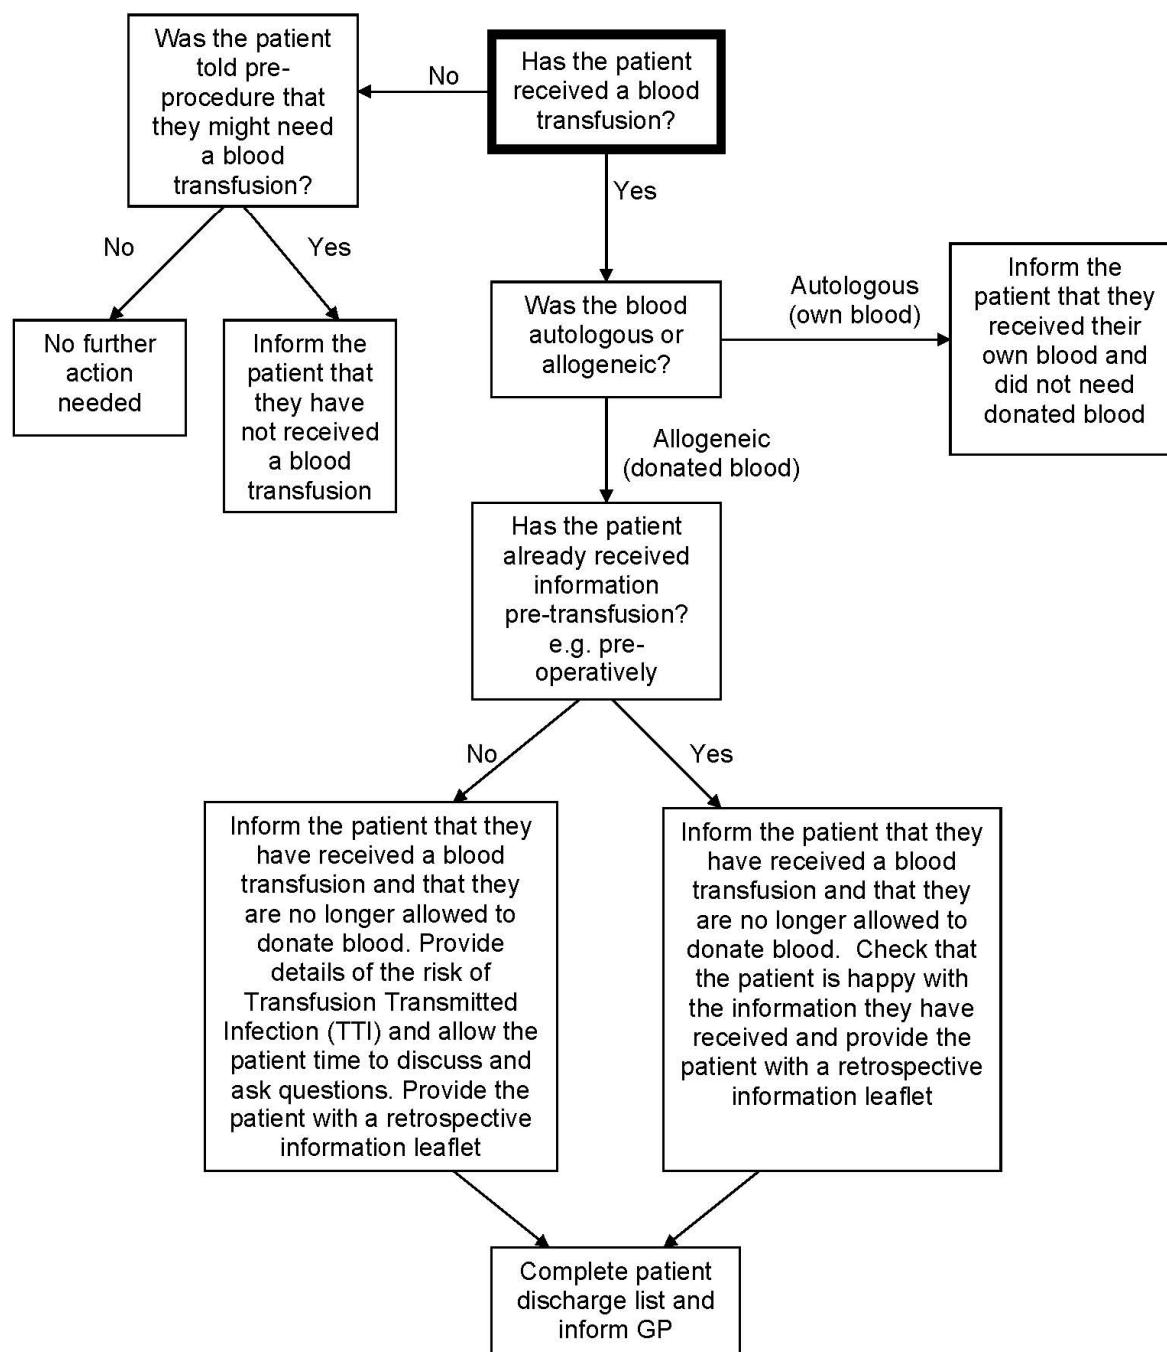 Was the patient
told pre-
procedure that
they might need
a blood
transfusion?
No
Has the patient
received a blood
transfusion?
Yes
No
Yes
No further
action
needed
Inform the
patient that
they have
not received
a blood
transfusion
Was the blood
autologous or
allogeneic?
Autologous
(own blood)
Inform the
patient that they
received their
own blood and
did not need
donated blood
Allogeneic
(donated blood)
Has the patient
already received
information
pre-transfusion?
e.g. pre-
operatively
No
Yes
Inform the patient that they
have received a blood
transfusion and that they
are no longer allowed to
donate blood. Provide
details of the risk of
Transfusion Transmitted
Infection (TTI) and allow the
patient time to discuss and
ask questions. Provide the
patient with a retrospective
information leaflet
Inform the patient that they
have received a blood
transfusion and that they
are no longer allowed to
donate blood.  Check that
the patient is happy with
the information they have
received and provide the
patient with a retrospective
information leaflet
Complete patient
discharge list and
inform GP